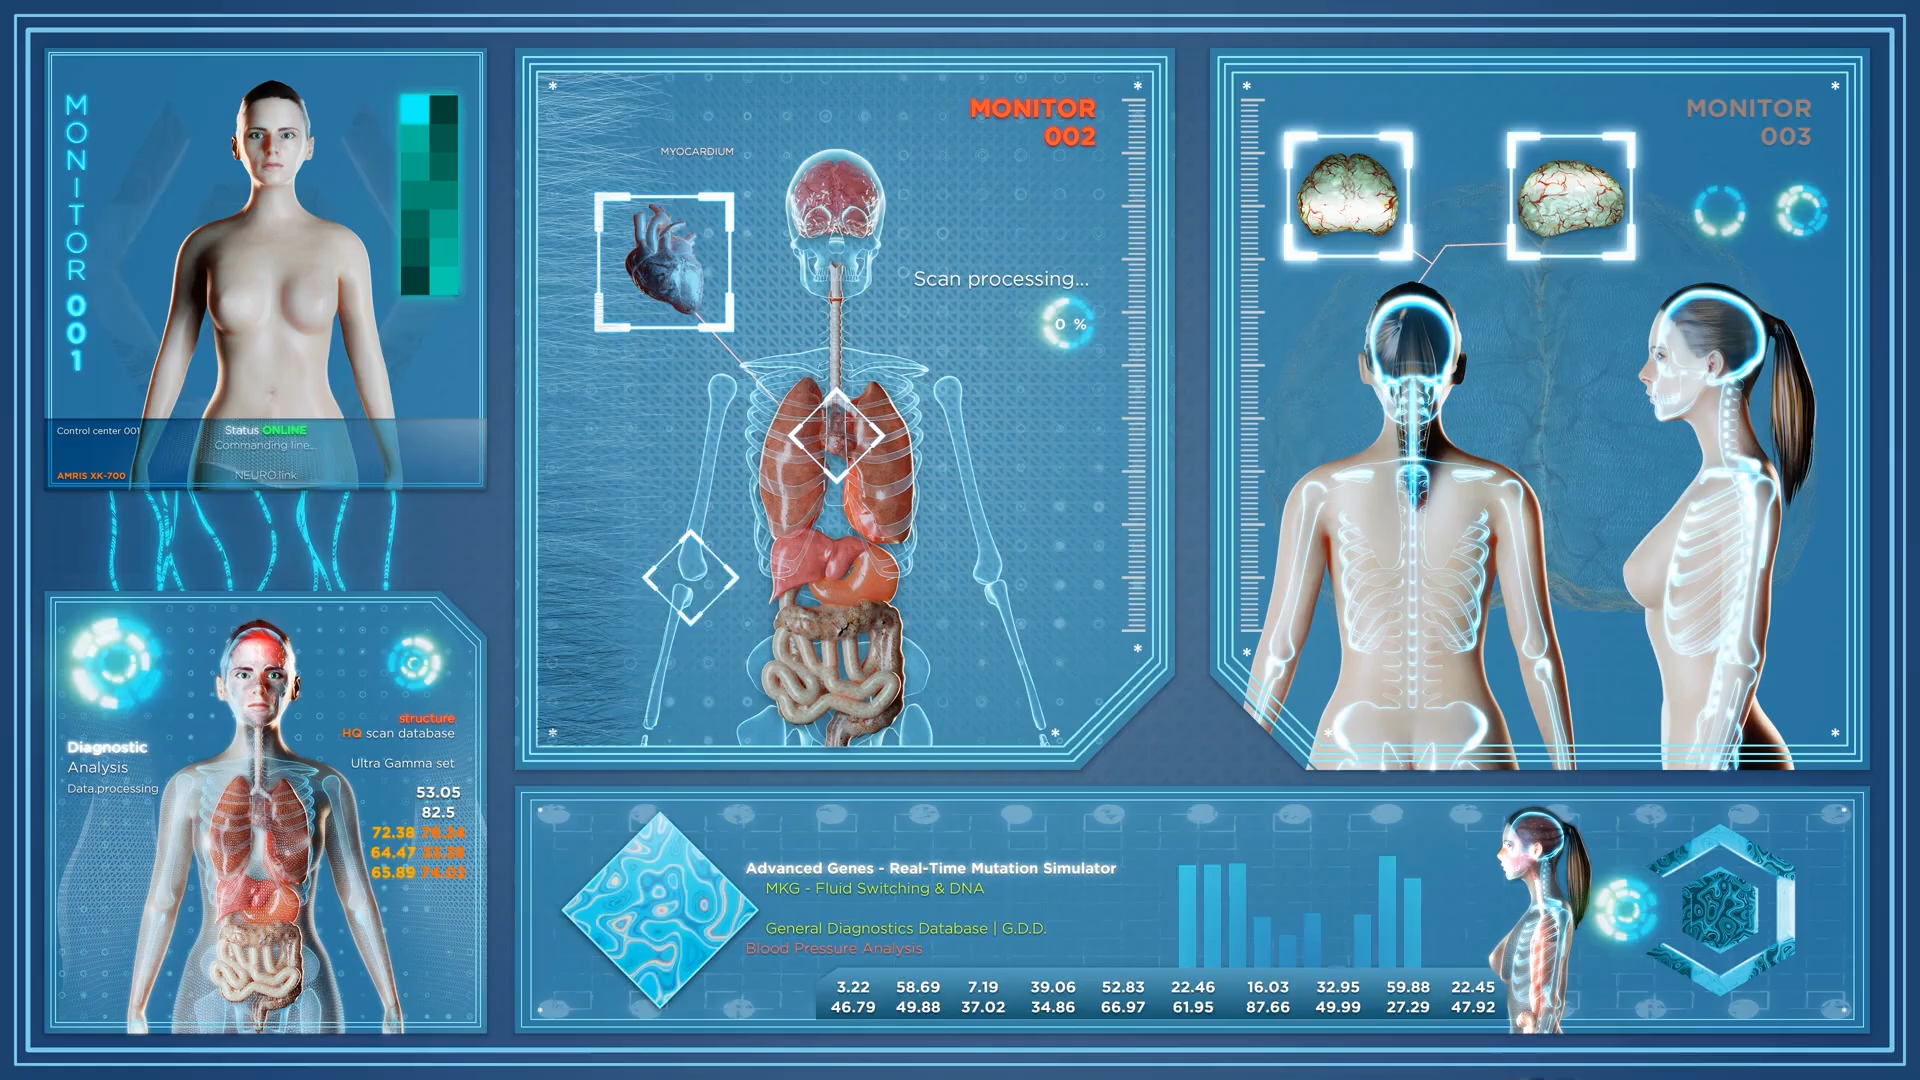 MONITOR 001
Control center 001
Status ONLINE
Commanding line...
AMRIS XK-700
NEURO.link
MONITOR
002
MYOCARDIUM
Scan processing...
0 %
MONITOR
003
structure
HQ scan database
Ultra Gamma set
Diagnostic
Analysis
Data.processing
53.05
82.5
72.38
64.47
65.89
Advanced Genes - Real-Time Mutation Simulator
MKG - Fluid Switching & DNA
General Diagnostics Database | G.D.D.
Blood Pressure Analysis
3.22 58.69 7.19 39.06 52.83 22.46 16.03 32.95 59.88 22.45
46.79 49.88 37.02 34.86 66.97 61.95 87.66 49.99 27.29 47.92